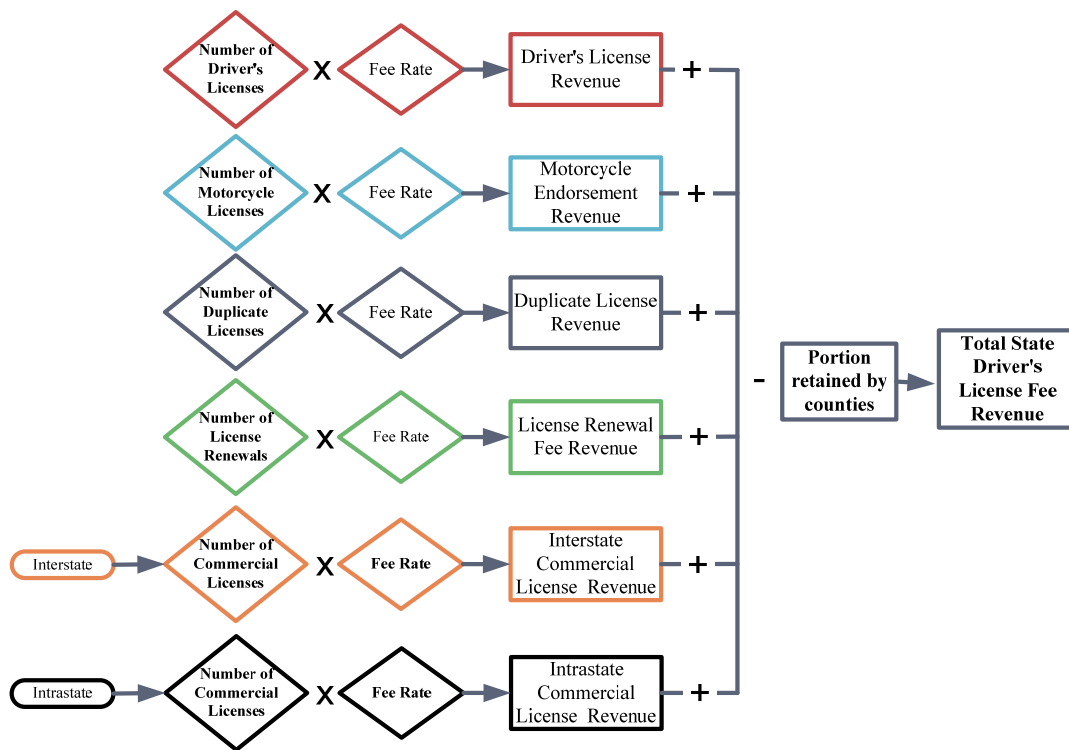 Number of
Driver's
Licenses
X
Fee Rate
Driver's License
Revenue
+
Number of
Motorcycle
Licenses
X
Fee Rate
Motorcycle
Endorsement
Revenue
+
Number of
Duplicate
Licenses
X
Fee Rate
Duplicate License
Revenue
+
Number of
License
Renewals
X
Fee Rate
License Renewal
Fee Revenue
+
Interstate
Number of
Commercial
Licenses
X
Fee Rate
Interstate
Commercial
License Revenue
+
Intrastate
Number of
Commercial
Licenses
X
Fee Rate
Intrastate
Commercial
License Revenue
+
-
Portion
retained by
counties
Total State
Driver's
License Fee
Revenue